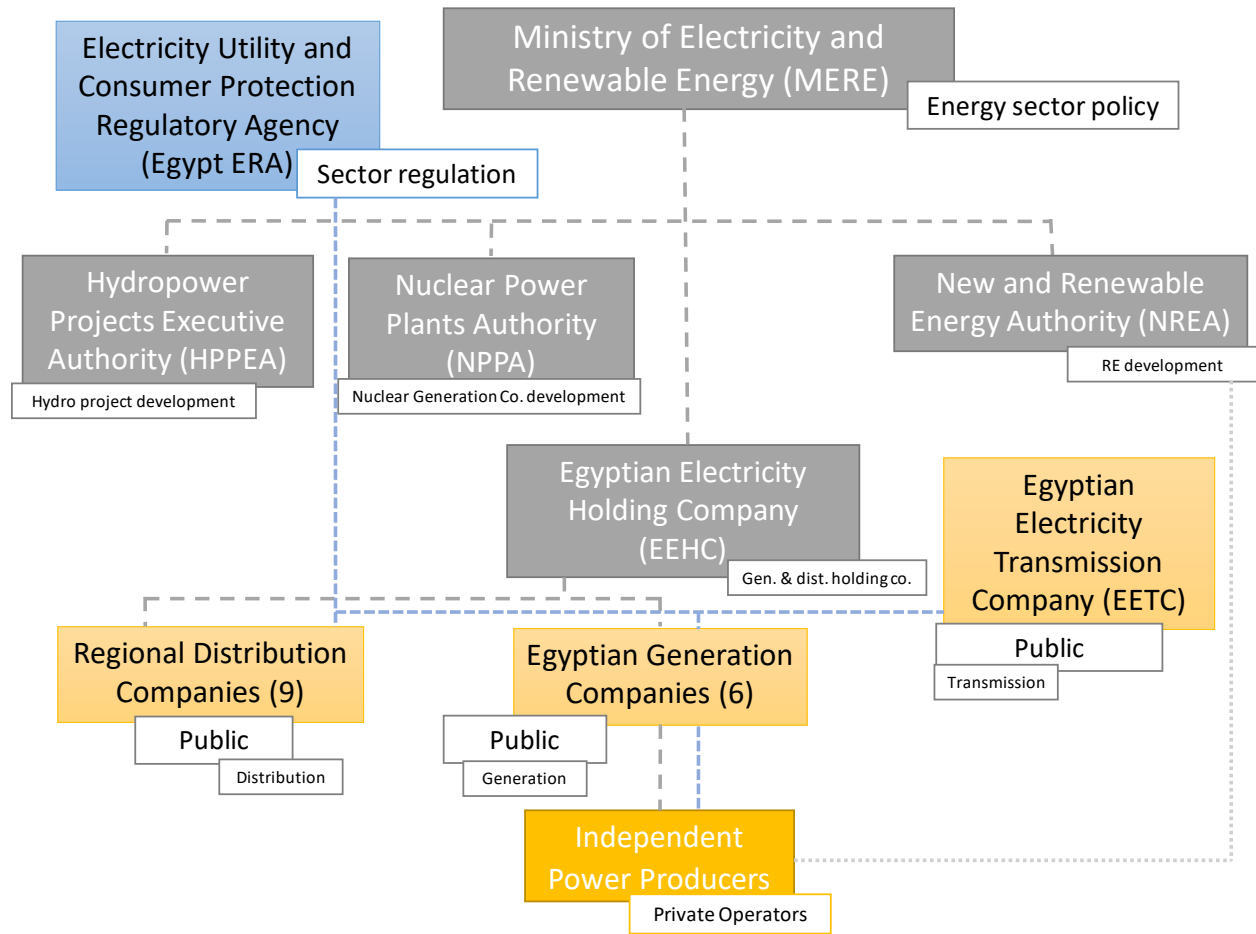 Electricity Utility and
Consumer Protection
Regulatory Agency
(Egypt ERA)
Sector regulation
Ministry of Electricity and
Renewable Energy (MERE)
Energy sector policy
Hydropower
Projects Executive
Authority (HPPEA)
Hydro project development
Nuclear Power
Plants Authority
(NPPA)
Nuclear Generation Co. development
New and Renewable
Energy Authority (NREA)
RE development
Egyptian Electricity
Holding Company
(EEHC)
Gen. & dist. holding co.
Egyptian
Electricity
Transmission
Company (EETC)
Public
Transmission
Regional Distribution
Companies (9)
Public
Distribution
Egyptian Generation
Companies (6)
Public
Generation
Independent
Power Producers
Private Operators